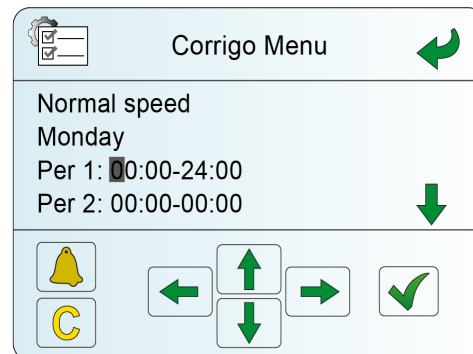 Corrigo Menu
Normal speed
Monday
Per 1: 00:00-24:00
Per 2: 00:00-00:00
C